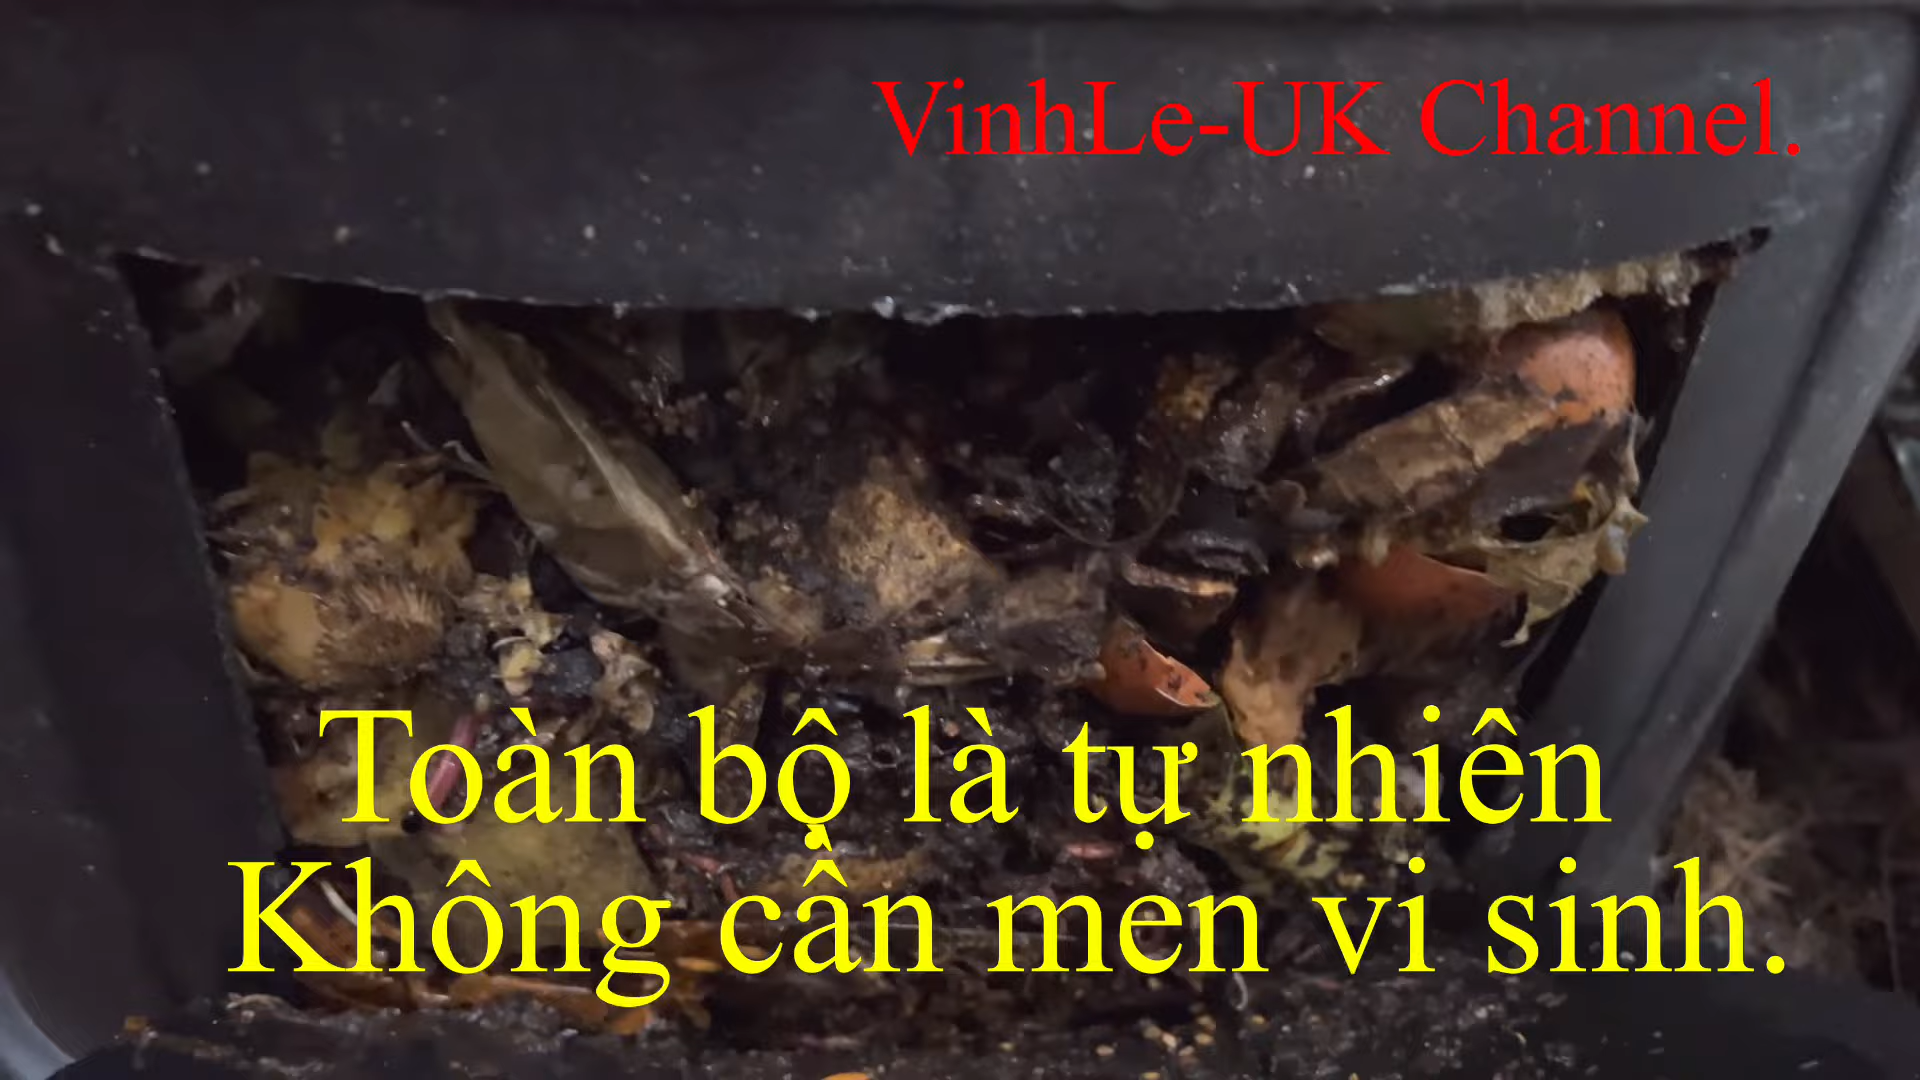 VinhLe-UK Channel.
Toàn bộ là tự nhiên
Không cần men vi sinh.